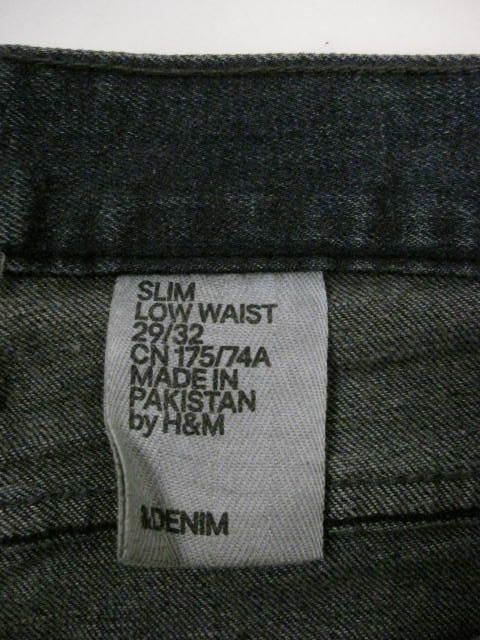 SLIM
LOW WAIST
29/32
CN 175/74A
MADE IN
PAKISTAN
by H&M
&DENIM